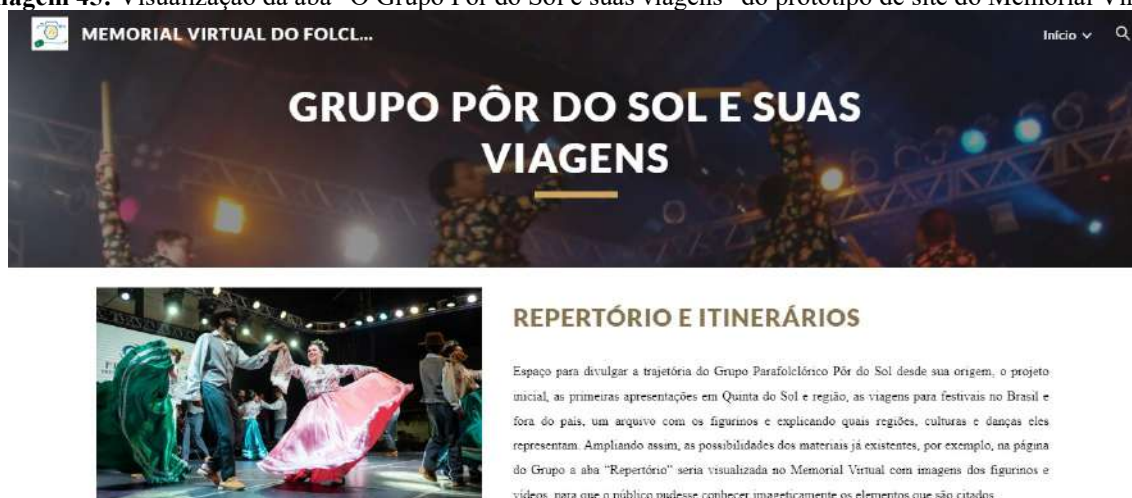 agem 45: Visualização da aba "O Grupo Pôr do Sol e suas viagens" do protótipo de site do Memorial
MEMORIAL VIRTUAL DO FOLCL...
Início
GRUPO PÔR DO SOL E SUAS
VIAGENS
REPERTÓRIO E ITINERÁRIOS
Espaço para divulgar a trajetória do Grupo Parafolclórico Pôr do Sol desde sua origem, o projeto
inicial, as primeiras apresentações em Quinta do Sol e região, as viagens para festivais no Brasil e
fora do país, um arquivo com os figurinos e explicando quais regiões, culturas e danças eles
representam. Ampliando assim, as possibilidades dos materiais já existentes, por exemplo, na página
do Grupo a aba "Repertório" seria visualizada no Memorial Virtual com imagens dos figurinos e
vídeos, para que o público pudesse conhecer imageticamente os elementos que são citados